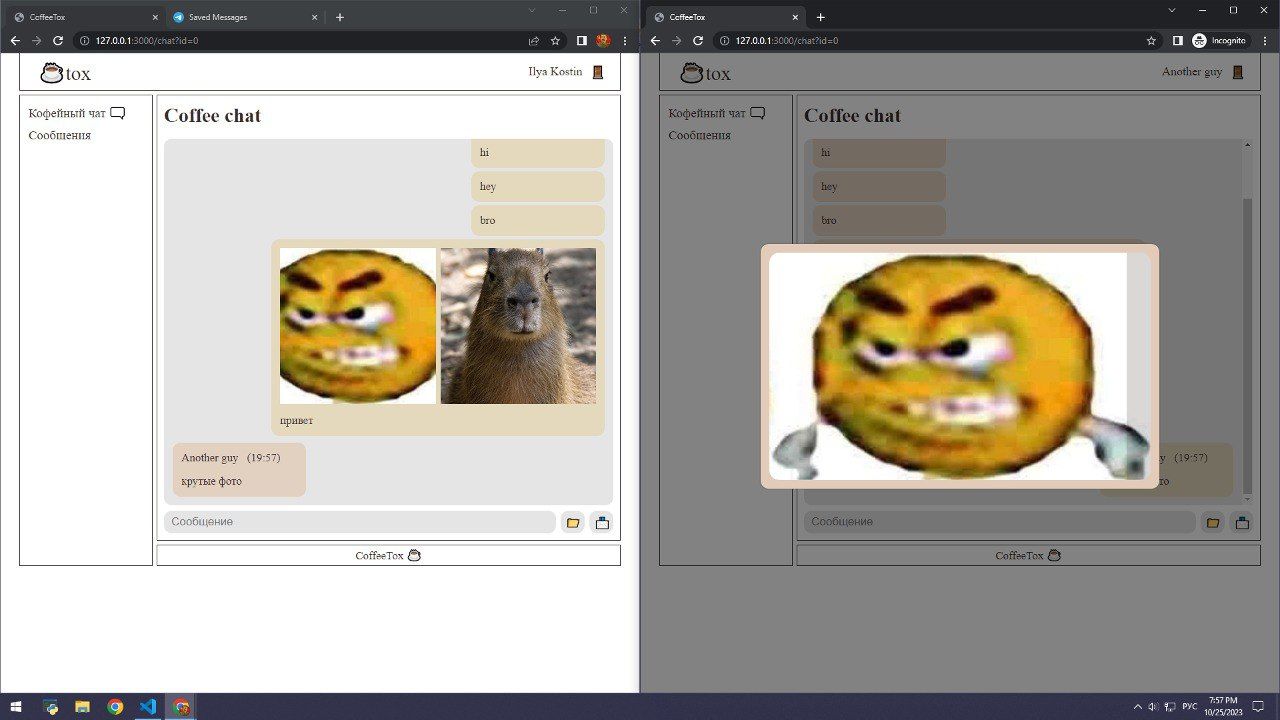 CoffeeTox
Saved Messages
127.0.0.1:3000/chat?id=0
tox
Ilya Kostin
Кофейный чат
Сообщения
Coffee chat
hi
hey
bro
привет
Another guy (19:57)
крутые фото
Сообщение
CoffeeTox
CoffeeTox
127.0.0.1:3000/chat?id=0
Incognito
tox
Another guy
Кофейный чат
Сообщения
Coffee chat
hi
hey
bro
(19:57)
Сообщение
CoffeeTox
7:57 PM
РУС
10/25/2023